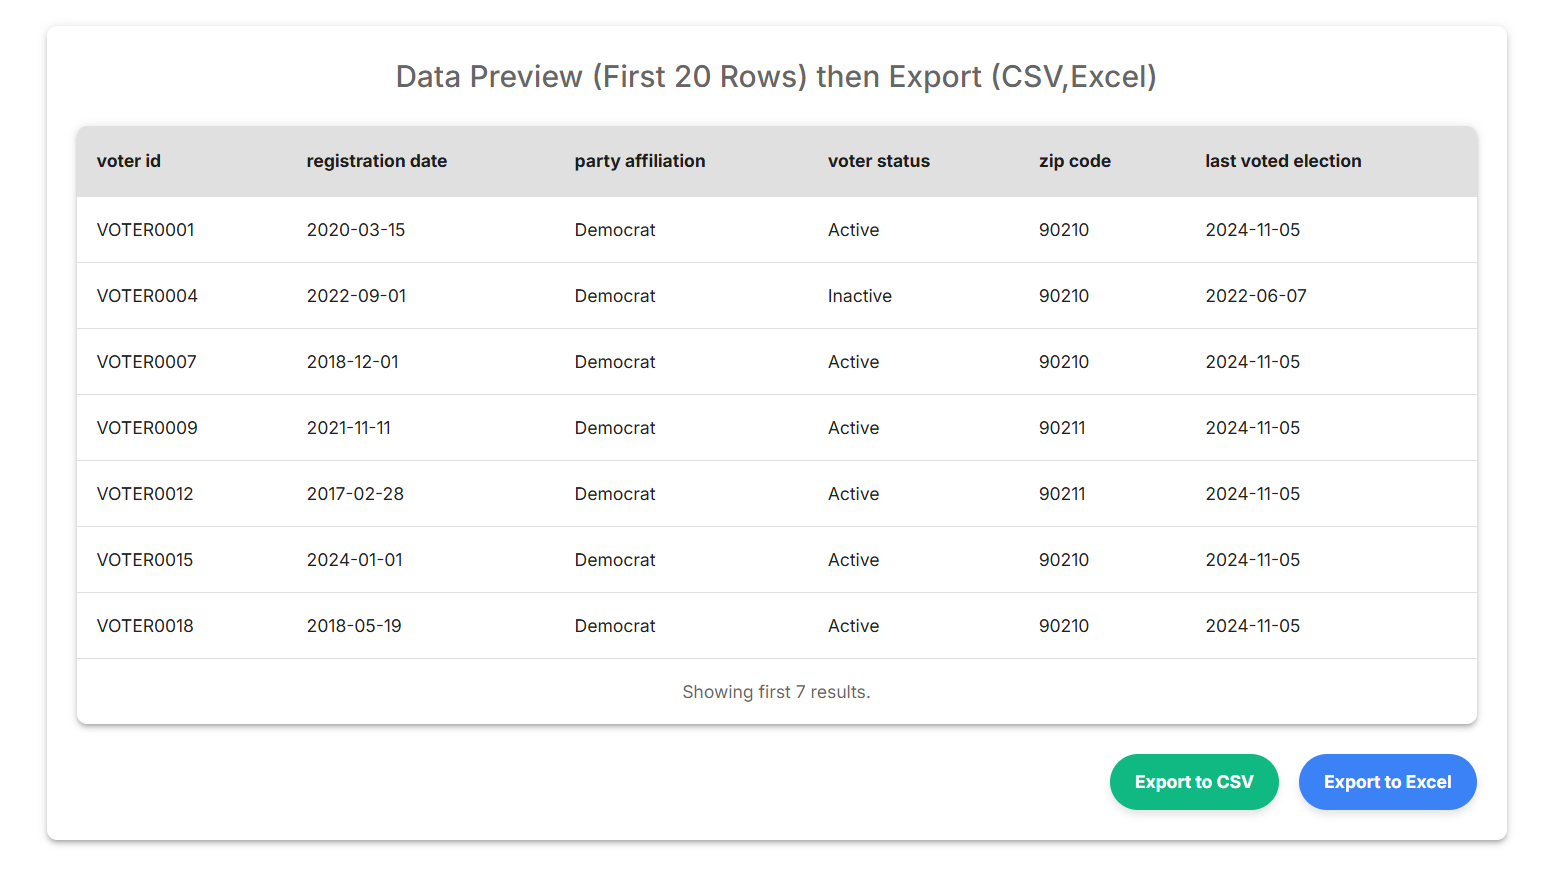 Data Preview (First 20 Rows) then Export (CSV,Excel)
voter id registration date party affiliation voter status zip code last voted election
VOTER0001 2020-03-15 Democrat Active 90210 2024-11-05
VOTER0004 2022-09-01 Democrat Inactive 90210 2022-06-07
VOTER0007 2018-12-01 Democrat Active 90210 2024-11-05
VOTER0009 2021-11-11 Democrat Active 90211 2024-11-05
VOTER0012 2017-02-28 Democrat Active 90211 2024-11-05
VOTER0015 2024-01-01 Democrat Active 90210 2024-11-05
VOTER0018 2018-05-19 Democrat Active 90210 2024-11-05
Showing first 7 results.
Export to CSV Export to Excel